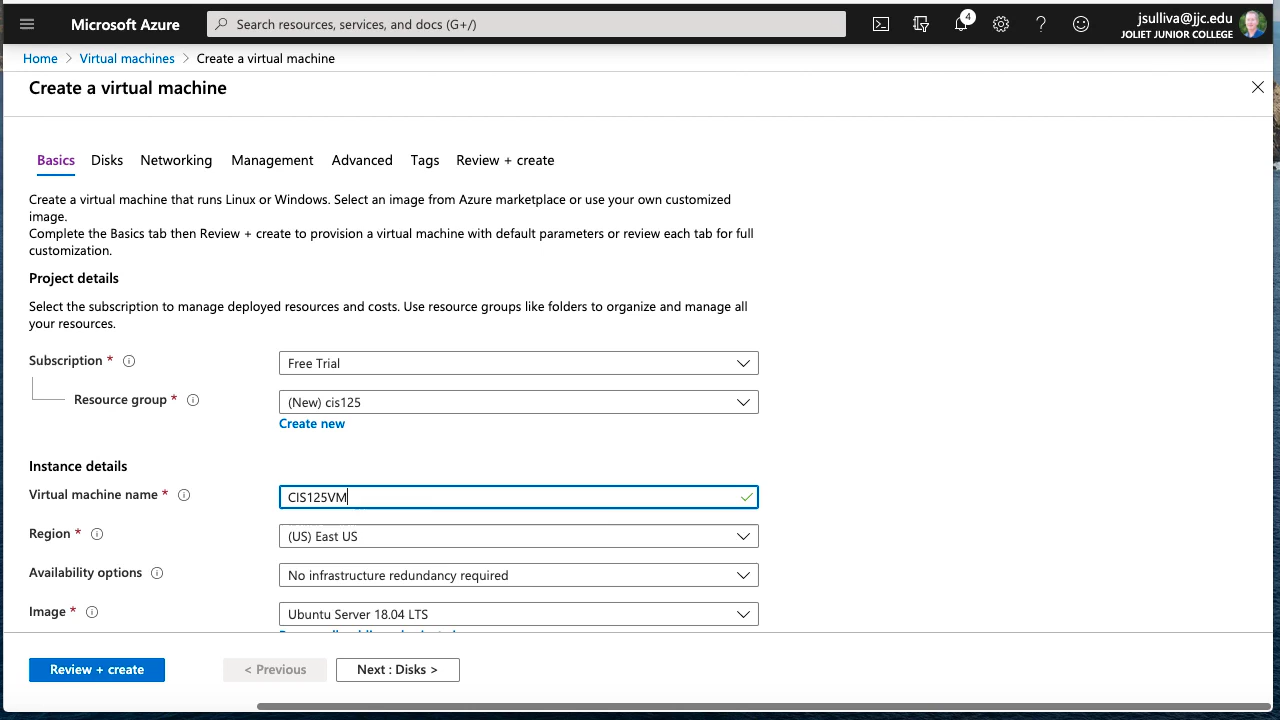 Microsoft Azure
Search resources, services, and docs (G+/)
4
jsulliva@jjc.edu
JOLIET JUNIOR COLLEGE
Home > Virtual machines > Create a virtual machine
Create a virtual machine
Basics Disks Networking Management Advanced Tags Review + create
Create a virtual machine that runs Linux or Windows. Select an image from Azure marketplace or use your own customized
image.
Complete the Basics tab then Review + create to provision a virtual machine with default parameters or review each tab for full
customization.
Project details
Select the subscription to manage deployed resources and costs. Use resource groups like folders to organize and manage all
your resources.
Subscription *
Free Trial
Resource group *
(New) cis125
Create new
Instance details
Virtual machine name *
CIS125VM
Region *
(US) East US
Availability options
No infrastructure redundancy required
Image *
Ubuntu Server 18.04 LTS
Review + create
< Previous
Next : Disks >